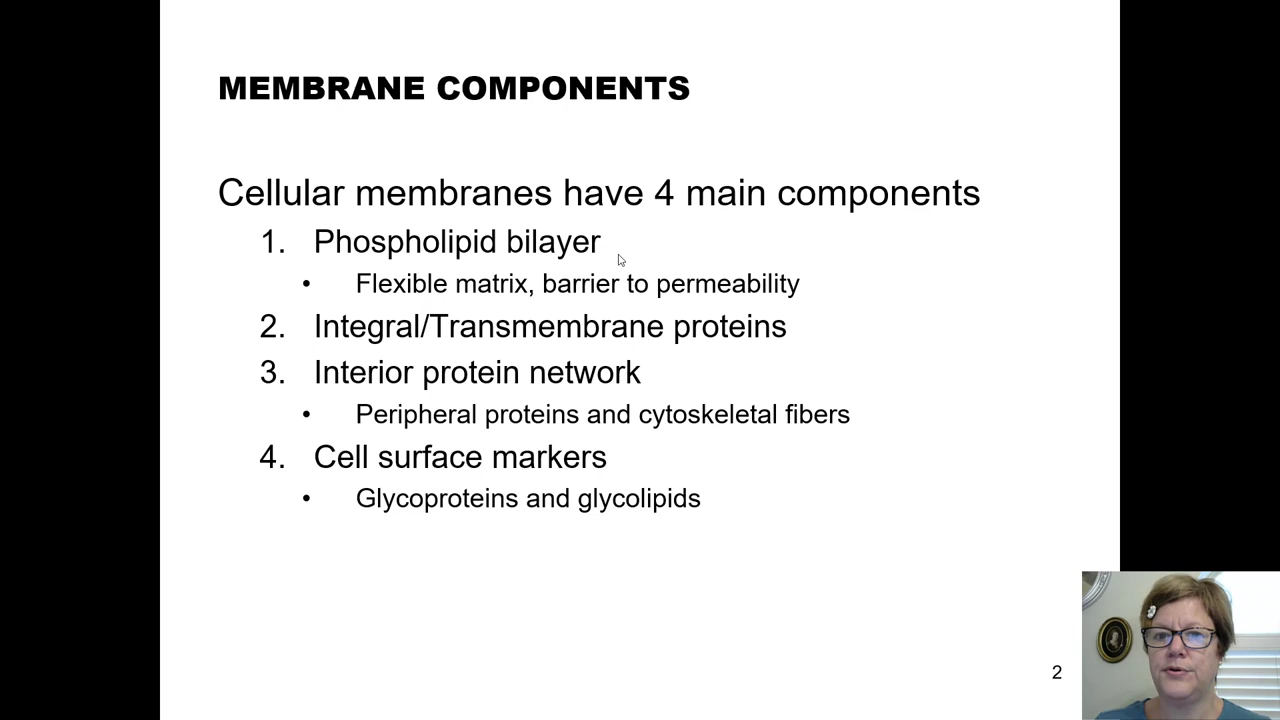 MEMBRANE COMPONENTS
Cellular membranes have 4 main components
1. Phospholipid bilayer
• Flexible matrix, barrier to permeability
2. Integral/Transmembrane proteins
3. Interior protein network
• Peripheral proteins and cytoskeletal fibers
4. Cell surface markers
• Glycoproteins and glycolipids
2